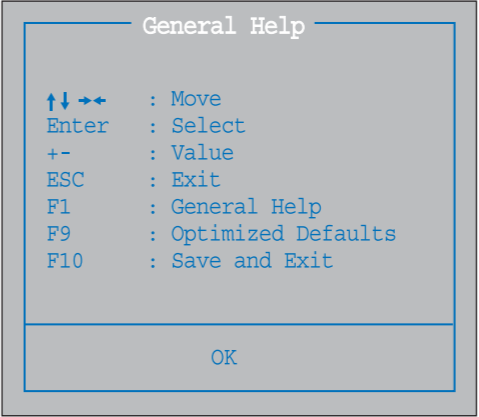 General Help
↑↓→← : Move
Enter : Select
+- : Value
ESC : Exit
F1 : General Help
F9 : Optimized Defaults
F10 : Save and Exit
OK